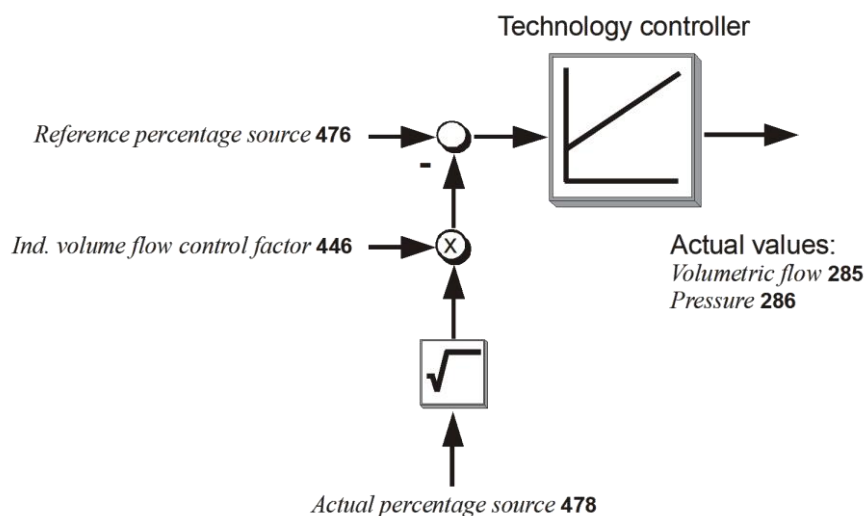 Technology controller
Reference percentage source 476
-
Ind. volume flow control factor 446
X
Actual values:
Volumetric flow 285
Pressure 286
√
Actual percentage source 478